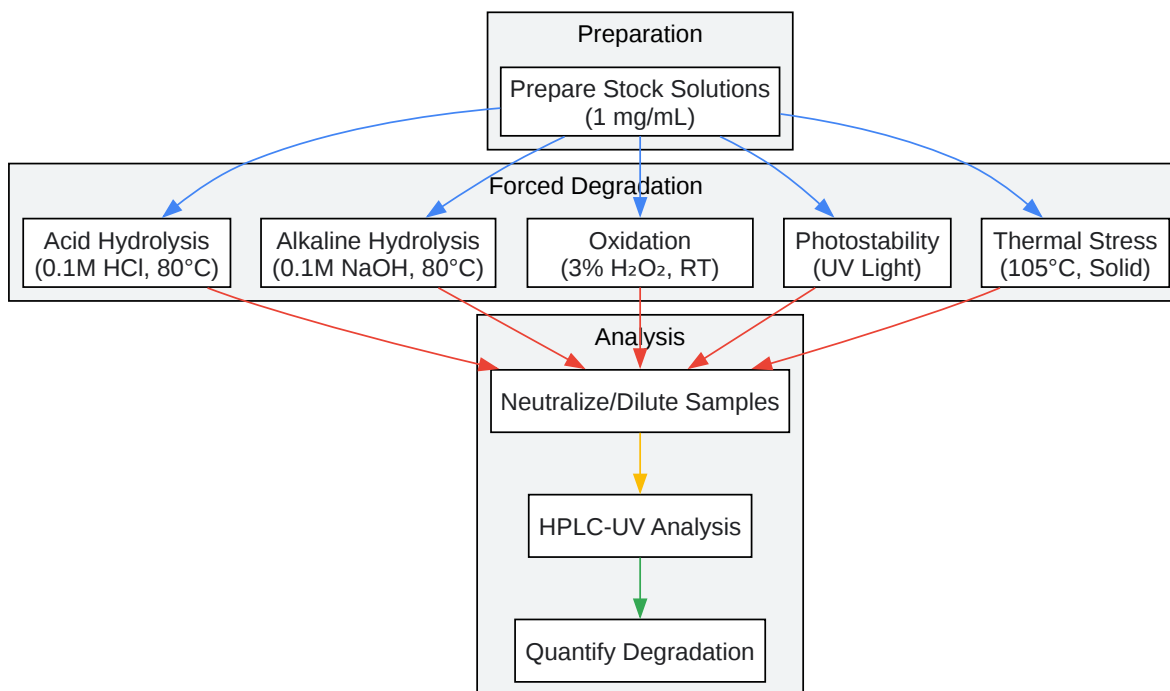 Preparation
Prepare Stock Solutions
(1 mg/mL)
Forced Degradation
Acid Hydrolysis
(0.1M HCl, 80°C)
Alkaline Hydrolysis
(0.1M NaOH, 80°C)
Oxidation
(3% H₂O₂, RT)
Photostability
(UV Light)
Thermal Stress
(105°C, Solid)
Analysis
Neutralize/Dilute Samples
HPLC-UV Analysis
Quantify Degradation